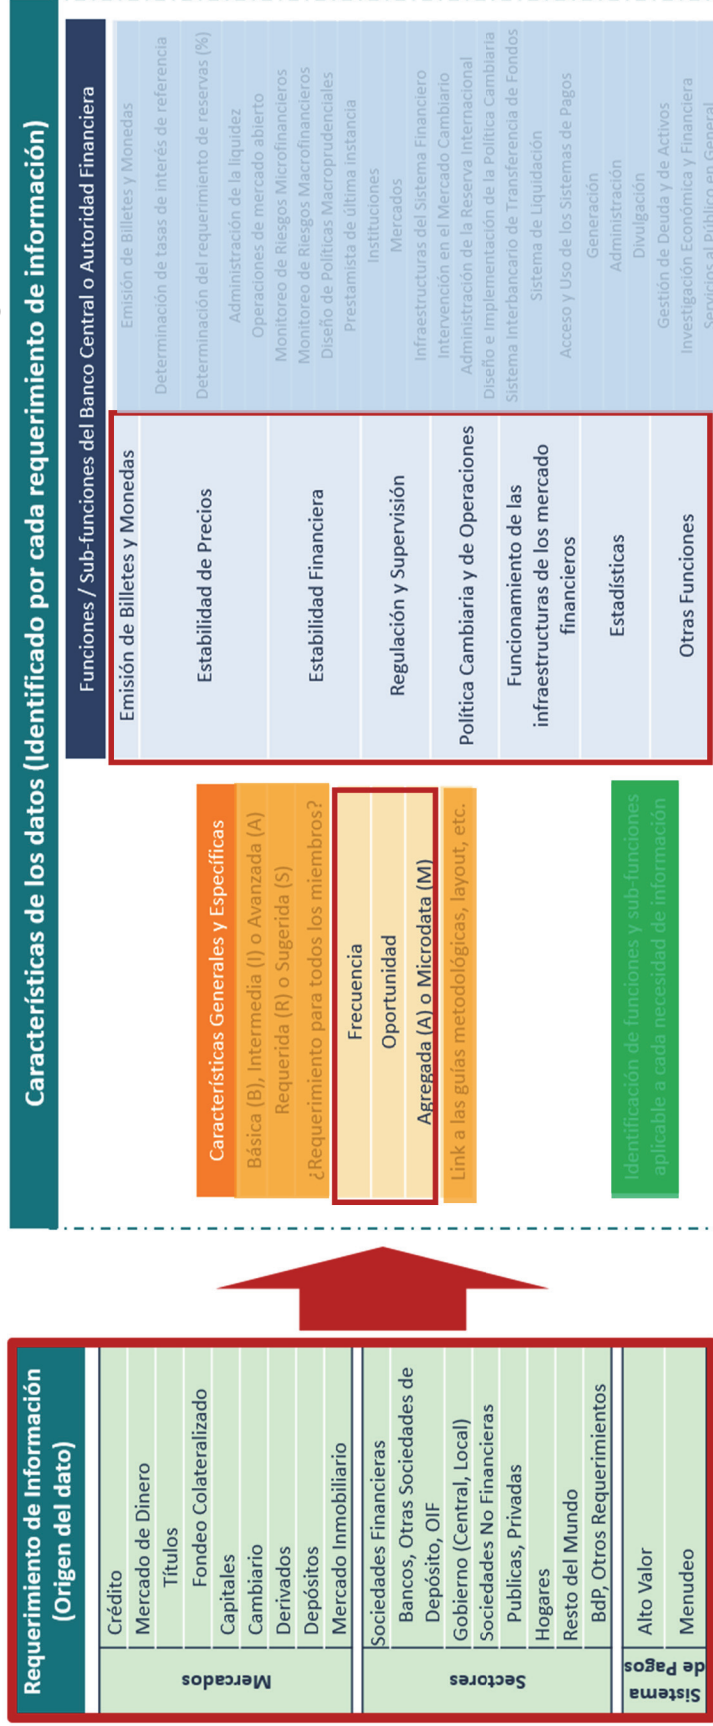 Requerimiento de Información
(Origen del dato)
Mercados
Crédito
Mercado de Dinero
Títulos
Fondeo Colateralizado
Capitales
Cambiario
Derivados
Depósitos
Mercado Inmobiliario
Sectores
Sociedades Financieras
Bancos, Otras Sociedades de
Depósito, OIF
Gobierno (Central, Local)
Sociedades No Financieras
Publicas, Privadas
Hogares
Resto del Mundo
BdP, Otros Requerimientos
Sistema
de Pagos
Alto Valor
Menudeo
Características de los datos (Identificado por cada requerimiento de información)
Características Generales y Específicas
Básica (B), Intermedia (I) o Avanzada (A)
Requerida (R) o Sugerida (S)
¿Requerimiento para todos los miembros?
Frecuencia
Oportunidad
Agregada (A) o Microdata (M)
Link a las guías metodológicas, layout, etc.
Identificación de funciones y sub-funciones
aplicable a cada necesidad de información
Funciones / Sub-funciones del Banco Central o Autoridad Financiera
Emisión de Billetes y Monedas
Estabilidad de Precios
Estabilidad Financiera
Regulación y Supervisión
Política Cambiaria y de Operaciones
Funcionamiento de las
infraestructuras de los mercado
financieros
Estadísticas
Otras Funciones
Emisión de Billetes y Monedas
Determinación de tasas de interés de referencia
Determinación del requerimiento de reservas (%)
Administración de la liquidez
Operaciones de mercado abierto
Monitoreo de Riesgos Microfinancieros
Monitoreo de Riesgos Macrofinancieros
Diseño de Políticas Macroprudenciales
Prestamista de última instancia
Instituciones
Mercados
Infraestructuras del Sistema Financiero
Intervención en el Mercado Cambiario
Administración de la Reserva Internacional
Diseño e Implementación de la Política Cambiaria
Sistema Interbancario de Transferencia de Fondos
Sistema de Liquidación
Acceso y Uso de los Sistemas de Pagos
Generación
Administración
Divulgación
Gestión de Deuda y de Activos
Investigación Económica y Financiera
Servicios al Público en General